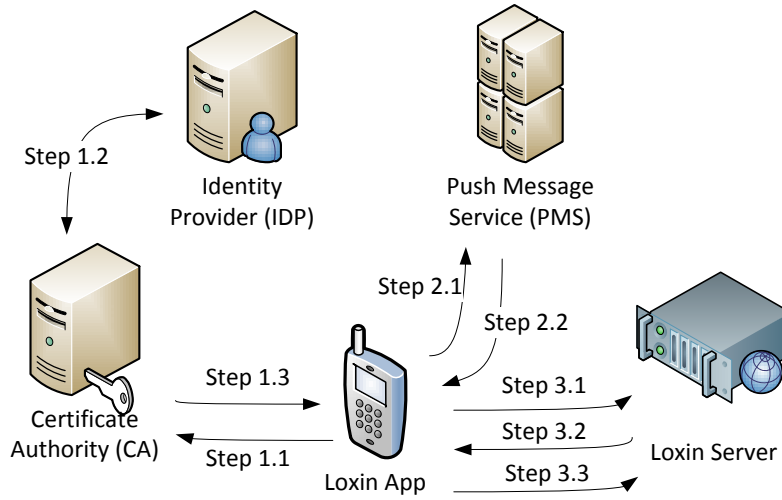 Step 1.2
Identity
Provider (IDP)
Push Message
Service (PMS)
Step 2.1
Step 2.2
Step 1.3
Step 3.1
Certificate
Authority (CA)
Step 1.1
Loxin App
Step 3.2
Loxin Server
Step 3.3